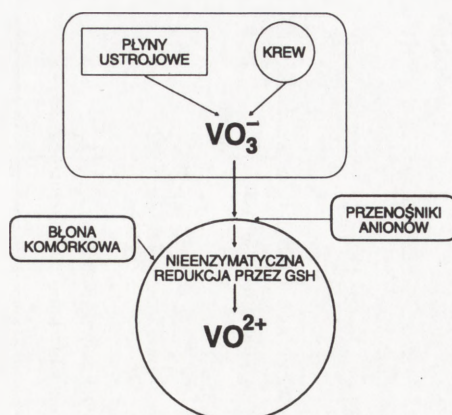 PŁYNY
USTROJOWE
KREW
VO₃⁻
BŁONA
KOMÓRKOWA
PRZENOŚNIKI
ANIONÓW
NIEENZYMATYCZNA
REDUKCJA PRZEZ GSH
VO²⁺